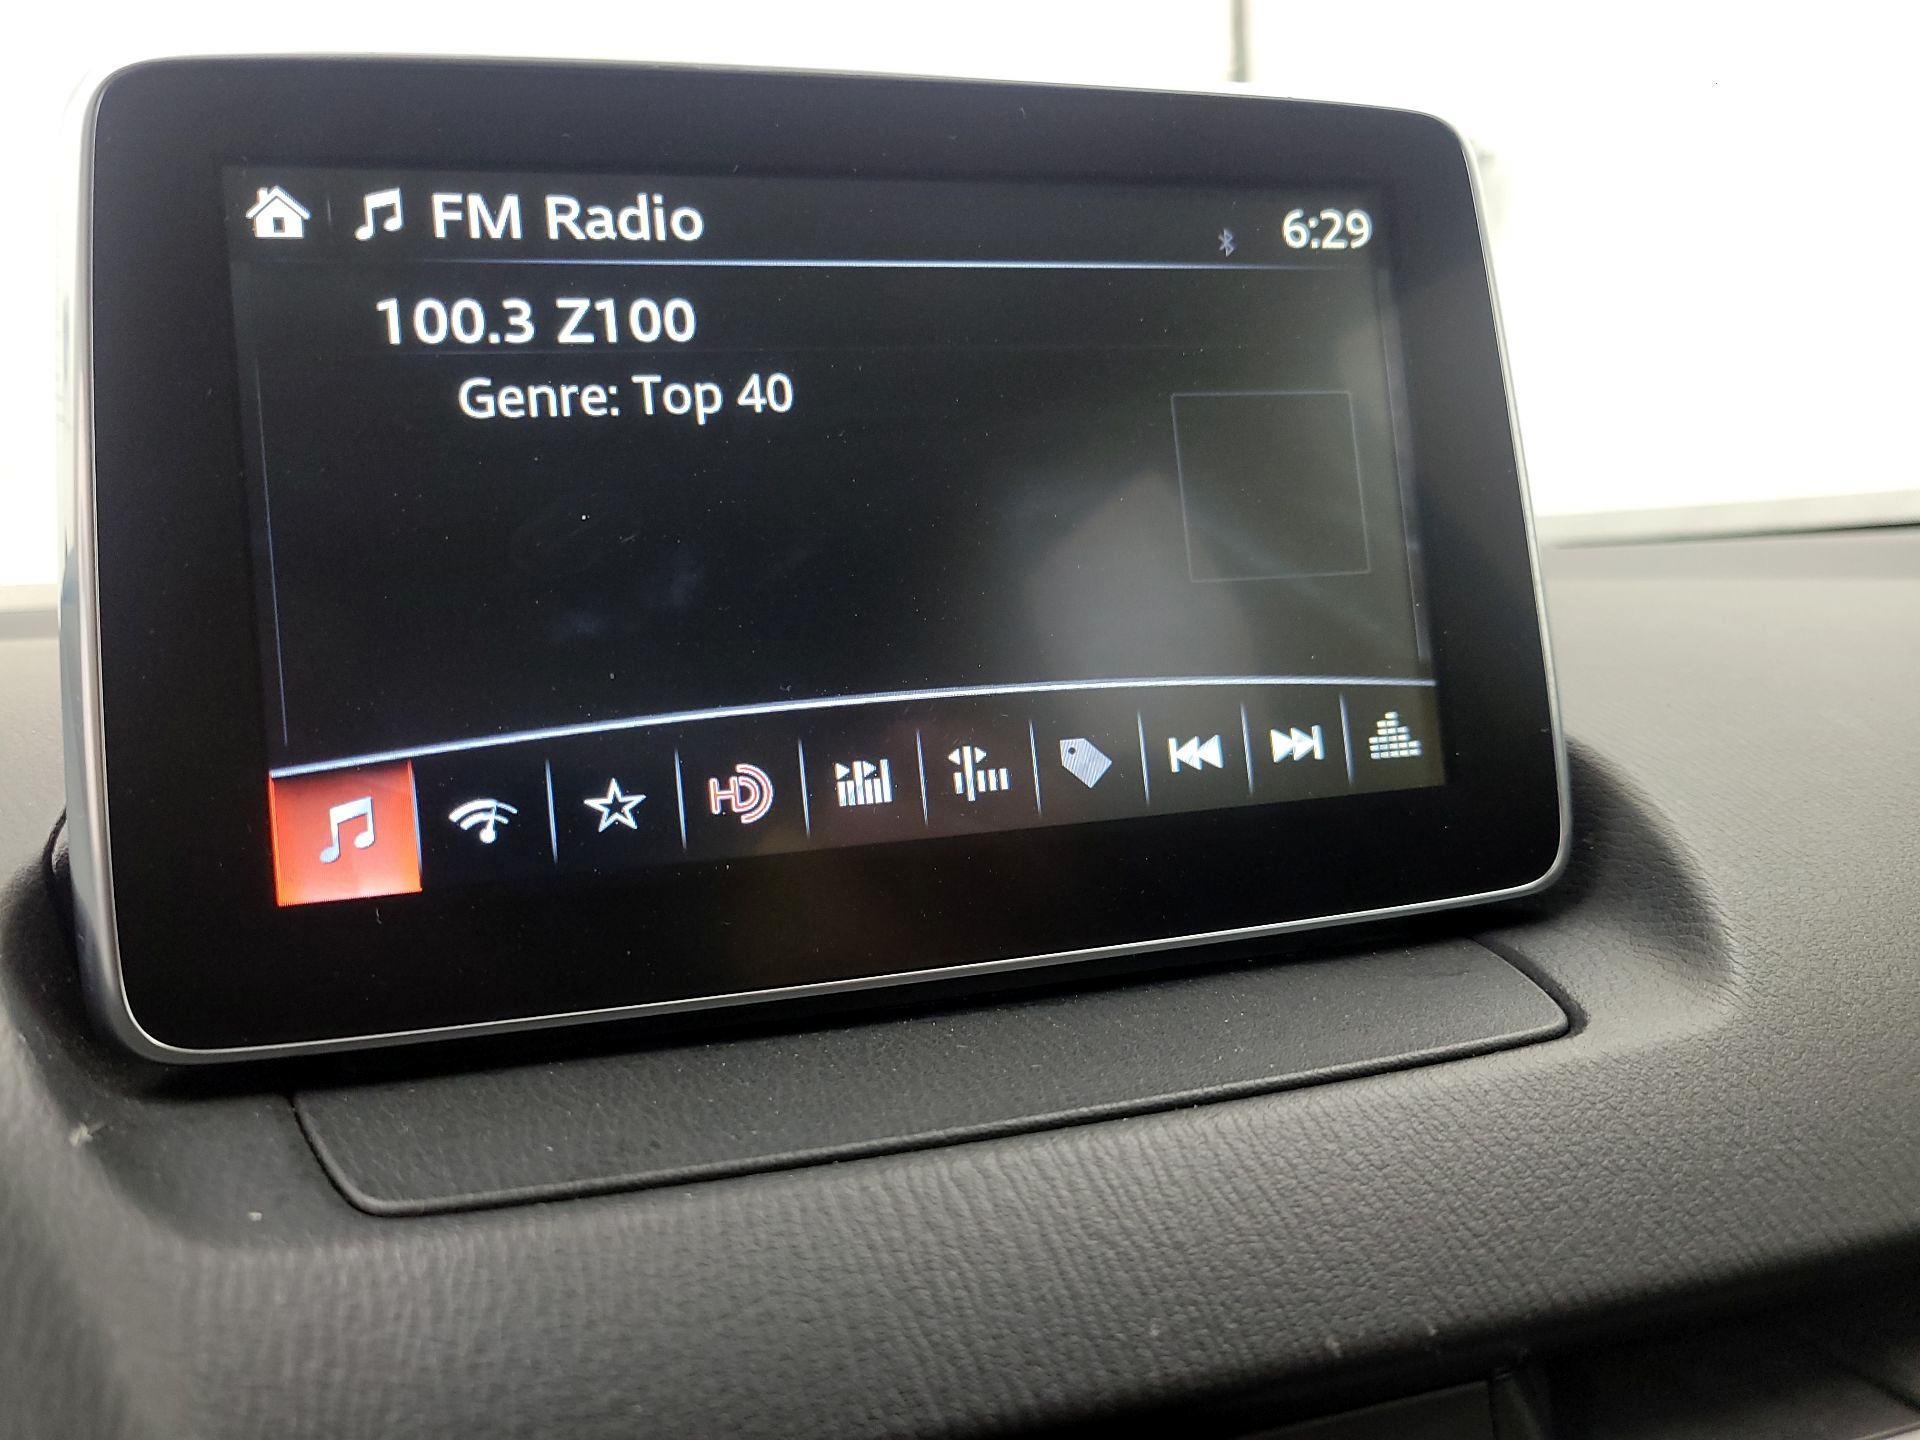 FM Radio
6:29
100.3 Z100
Genre: Top 40
HD